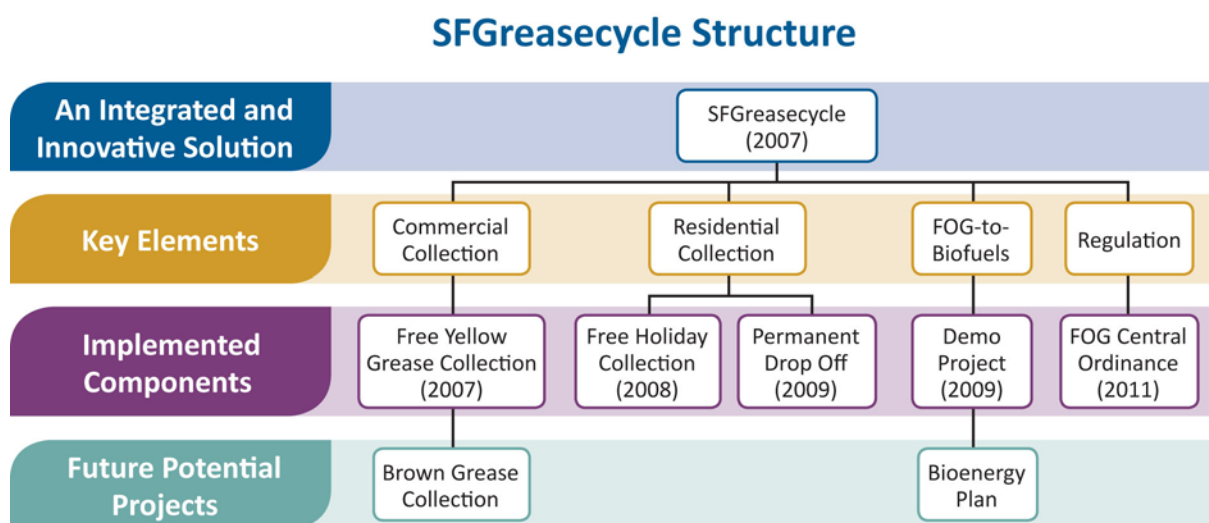 SFGreasecycle Structure
An Integrated and
Innovative Solution
SFGreasecycle
(2007)
Key Elements
Commercial
Collection
Residential
Collection
FOG-to-
Biofuels
Regulation
Implemented
Components
Free Yellow
Grease Collection
(2007)
Free Holiday
Collection
(2008)
Permanent
Drop Off
(2009)
Demo
Project
(2009)
FOG Central
Ordinance
(2011)
Future Potential
Projects
Brown Grease
Collection
Bioenergy
Plan